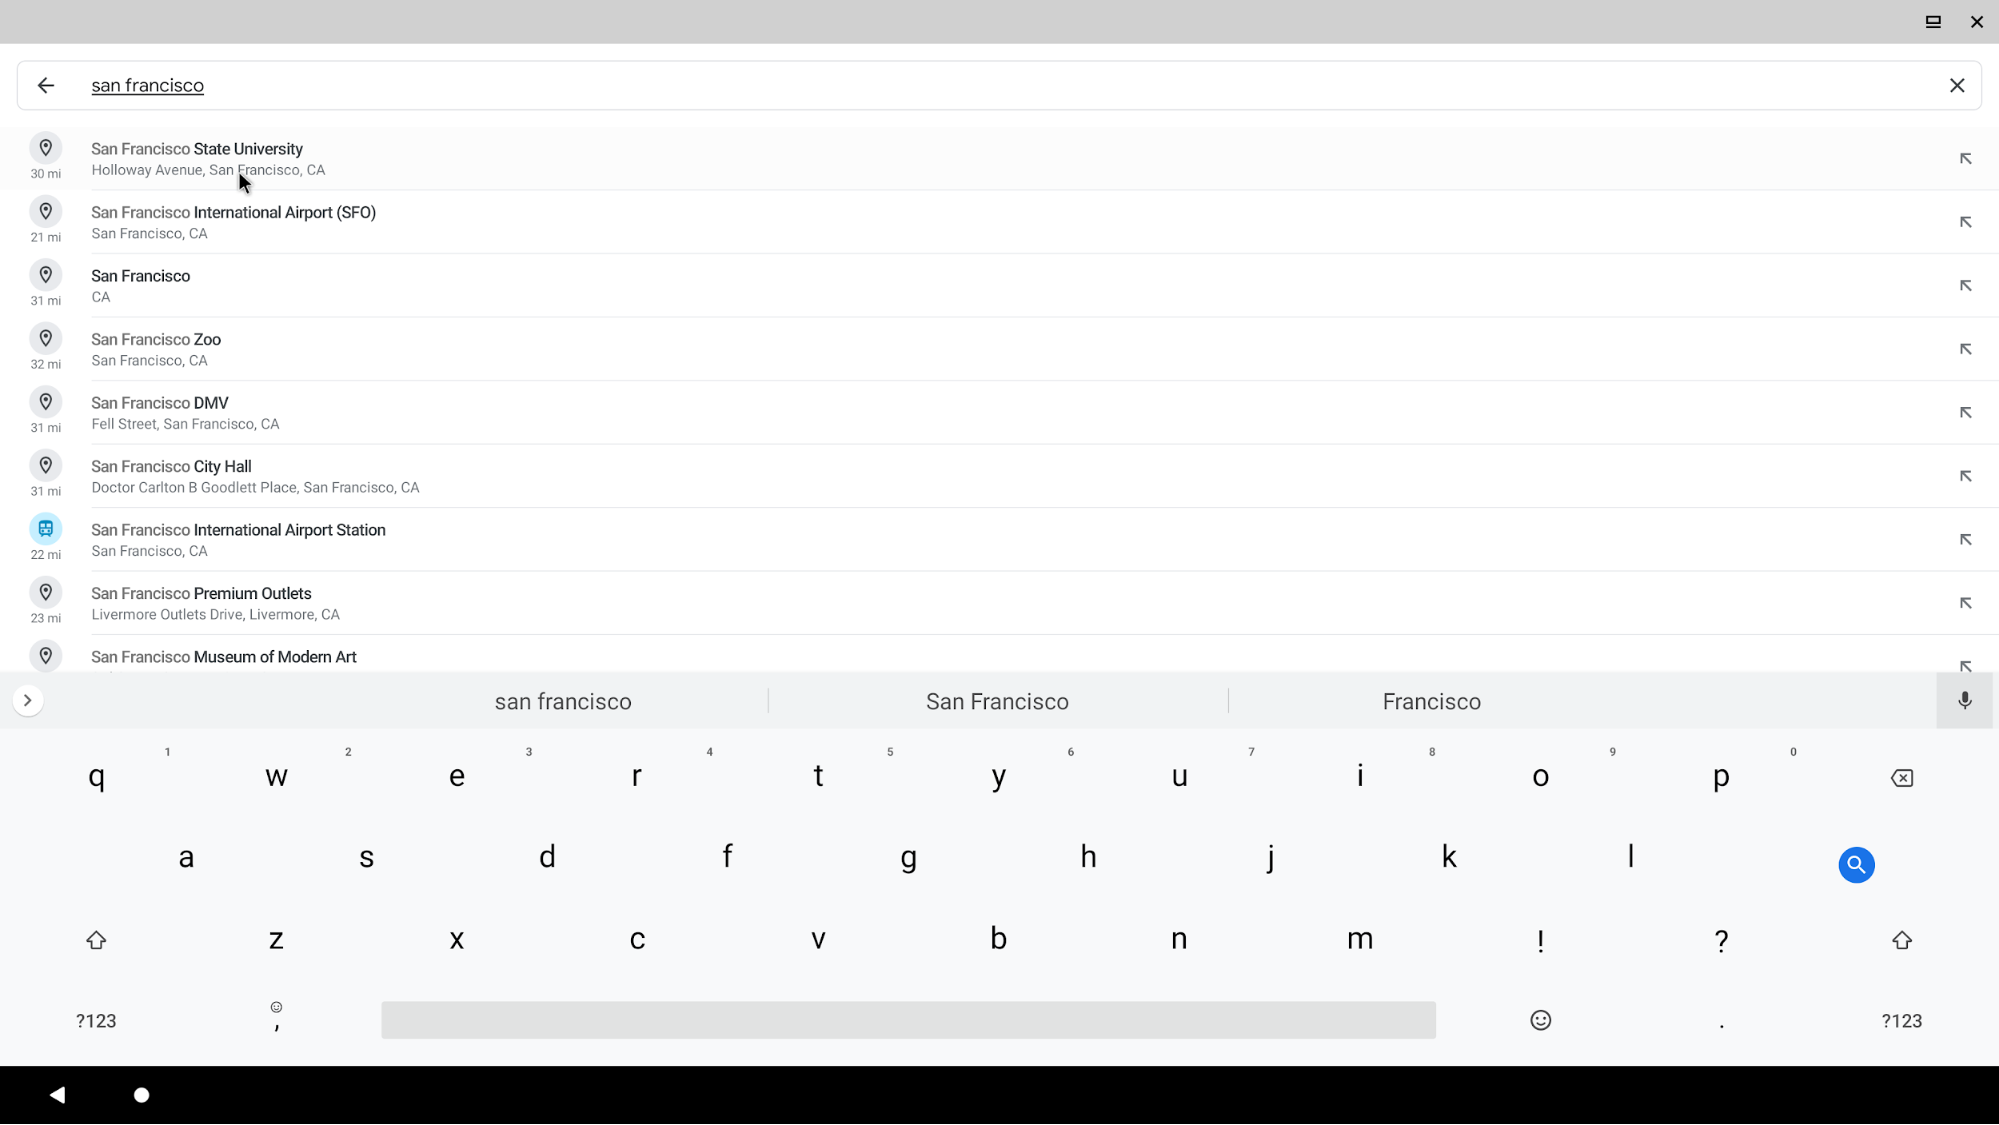 san francisco
San Francisco State University
30 mi Holloway Avenue, San Francisco, CA
San Francisco International Airport (SFO)
21 mi San Francisco, CA
San Francisco
31 mi CA
San Francisco Zoo
32 mi San Francisco, CA
San Francisco DMV
31 mi Fell Street, San Francisco, CA
San Francisco City Hall
31 mi Doctor Carlton B Goodlett Place, San Francisco, CA
San Francisco International Airport Station
22 mi San Francisco, CA
San Francisco Premium Outlets
23 mi Livermore Outlets Drive, Livermore, CA
San Francisco Museum of Modern Art
san francisco San Francisco Francisco
1 2 3 4 5 6 7 8 9 0
q w e r t y u i o p
a s d f g h j k l
z x c v b n m ! ?
?123 , . ?123